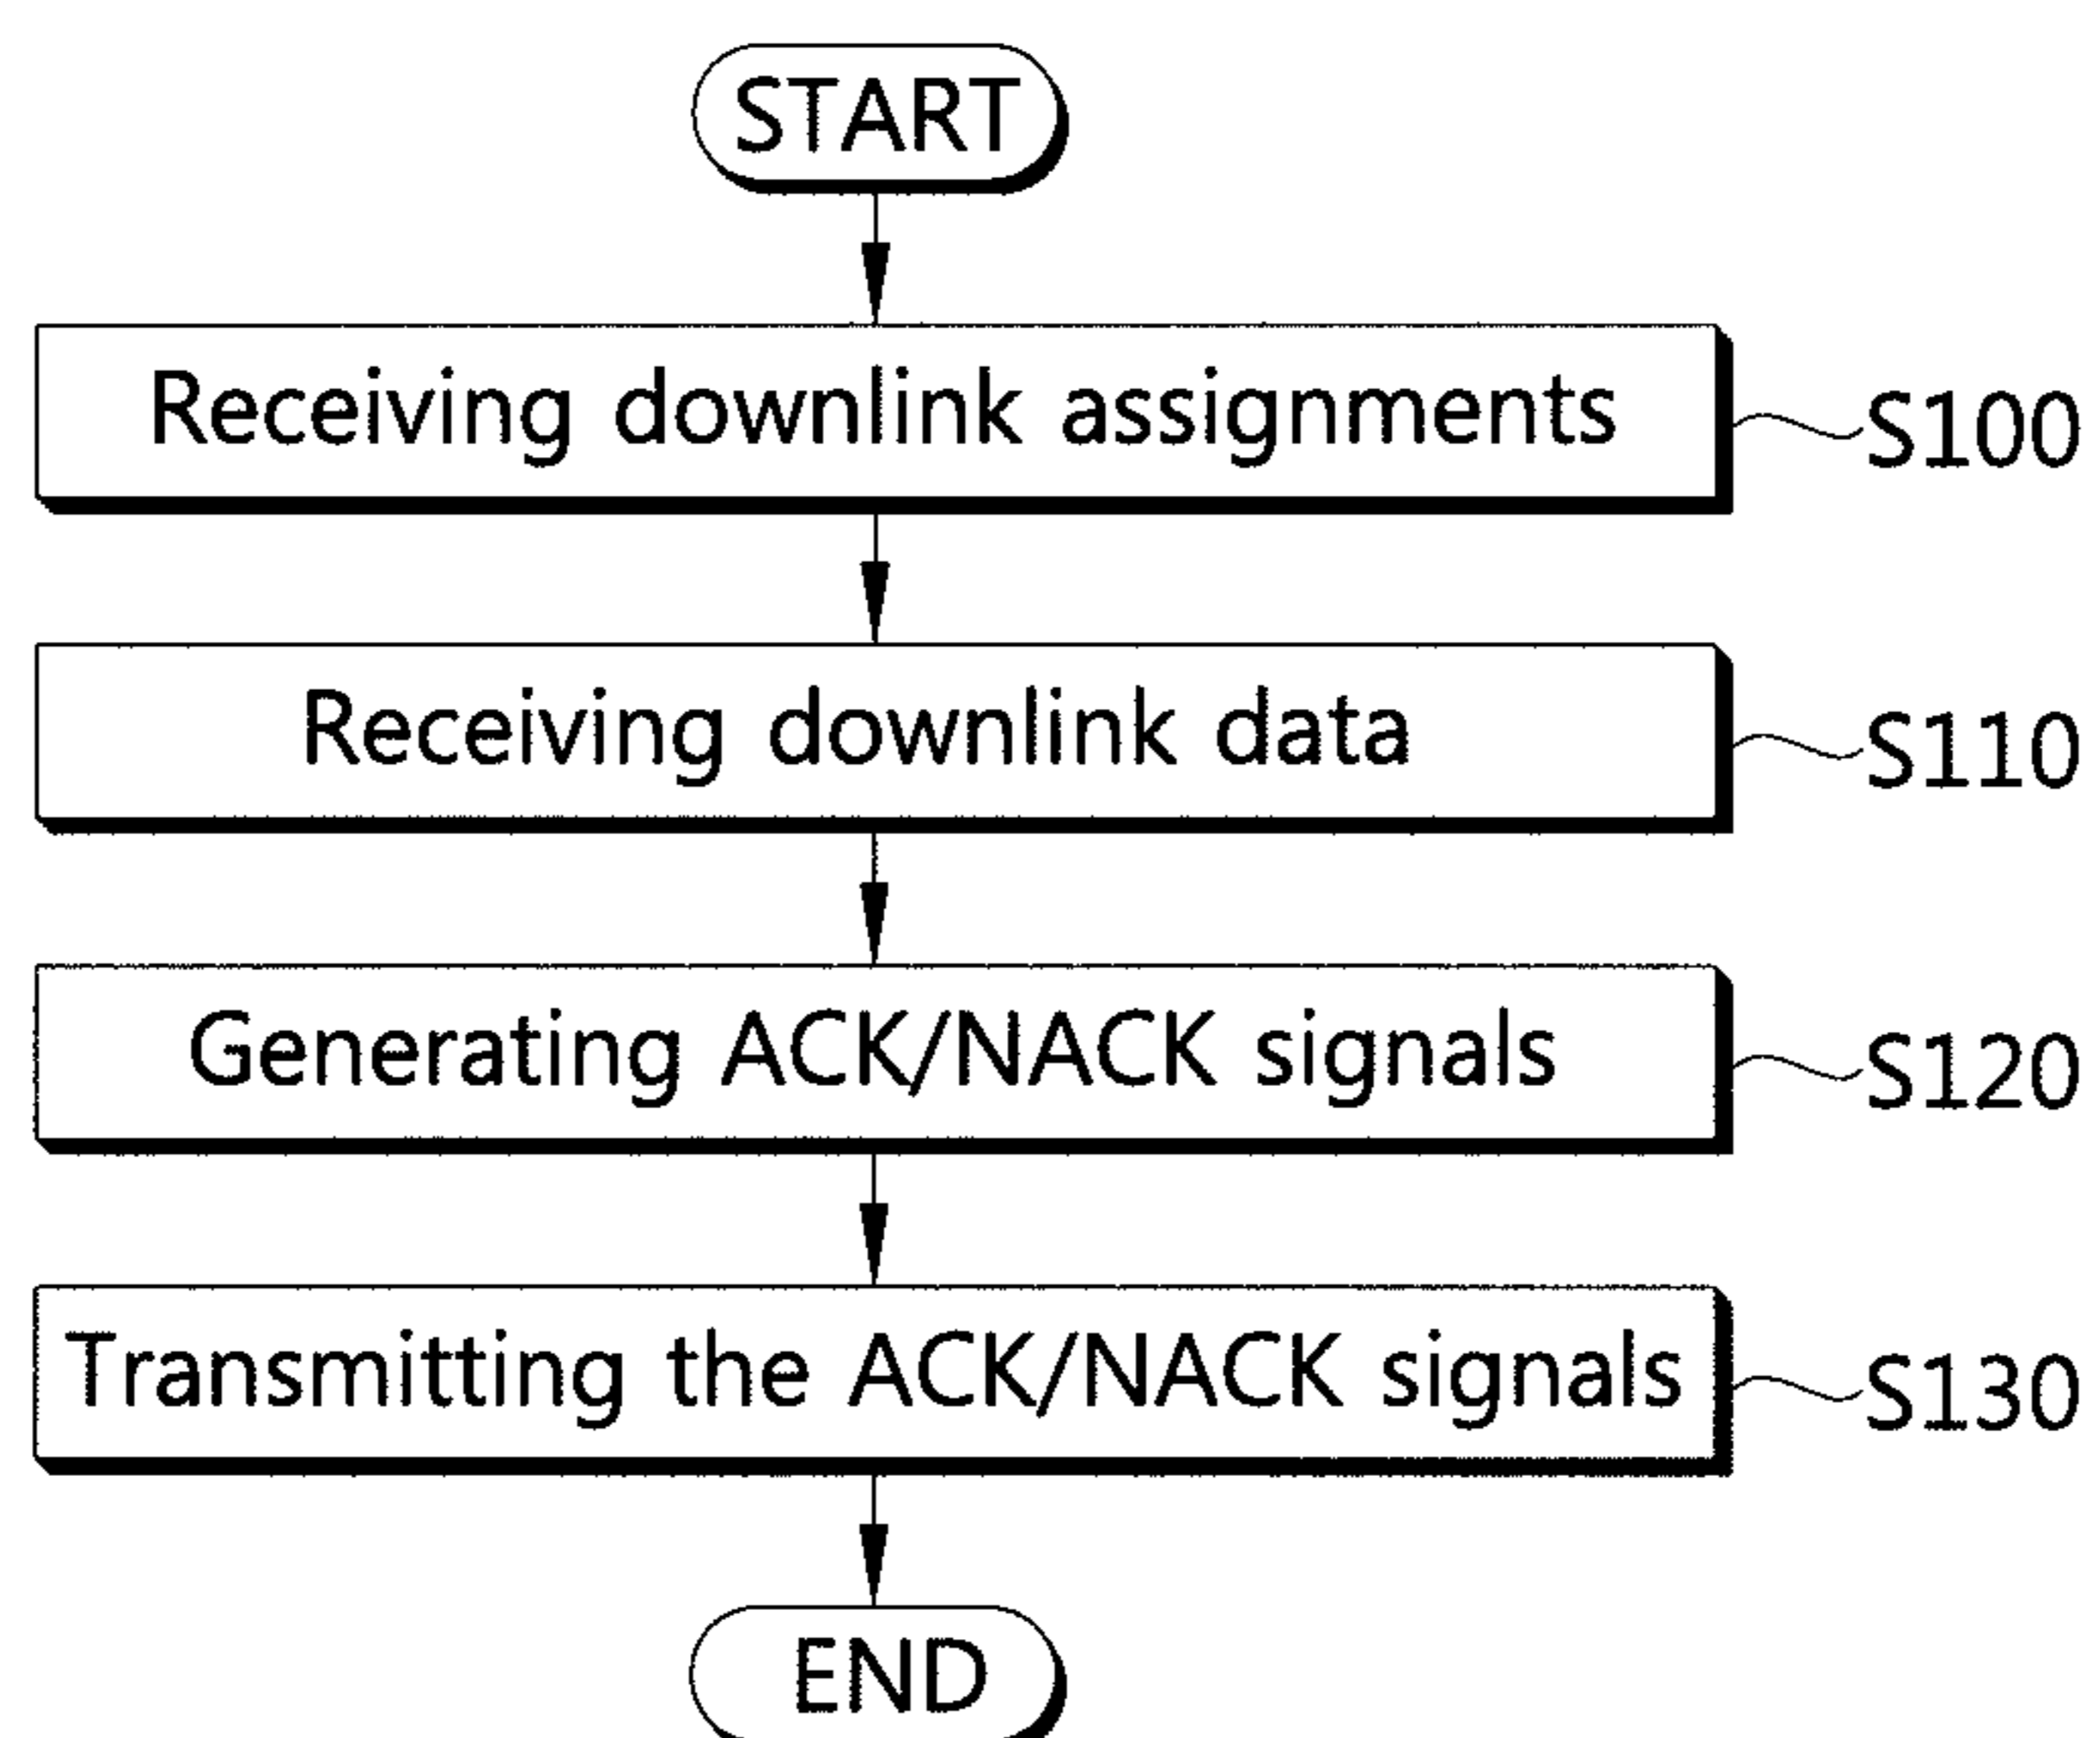 START
Receiving downlink assignments
S100
Receiving downlink data
S110
Generating ACK/NACK signals
S120
Transmitting the ACK/NACK signals
S130
END